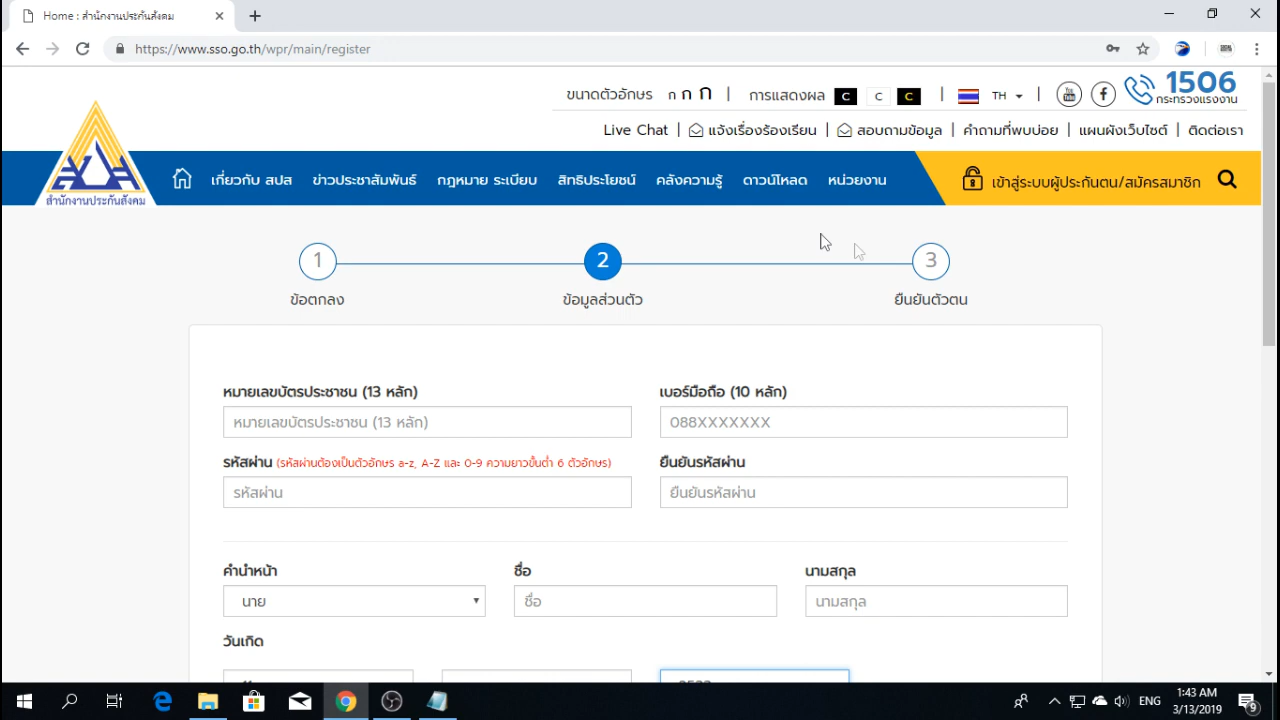 Home : สำนักงานประกันสังคม
https://www.sso.go.th/wpr/main/register
ขนาดตัวอักษร ก ก ก | การแสดงผล C C C | TH | You Tube f 1506
กระทรวงแรงงาน
Live Chat | แจ้งเรื่องร้องเรียน | สอบถามข้อมูล | คำถามที่พบบ่อย | แผนผังเว็บไซต์ | ติดต่อเรา
เกี่ยวกับ สปส ข่าวประชาสัมพันธ์ กฎหมาย ระเบียบ สิทธิประโยชน์ คลังความรู้ ดาวน์โหลด หน่วยงาน เข้าสู่ระบบผู้ประกันตน/สมัครสมาชิก
สำนักงานประกันสังคม
1 2 3
ข้อตกลง ข้อมูลส่วนตัว ยืนยันตัวตน
หมายเลขบัตรประชาชน (13 หลัก) เบอร์มือถือ (10 หลัก)
หมายเลขบัตรประชาชน (13 หลัก) 088XXXXXXX
รหัสผ่าน (รหัสผ่านต้องเป็นตัวอักษร a-z, A-Z และ 0-9 ความยาวขั้นต่ำ 6 ตัวอักษร) ยืนยันรหัสผ่าน
รหัสผ่าน ยืนยันรหัสผ่าน
คำนำหน้า ชื่อ นามสกุล
นาย ชื่อ นามสกุล
วันเกิด
ENG 1:43 AM
3/13/2019